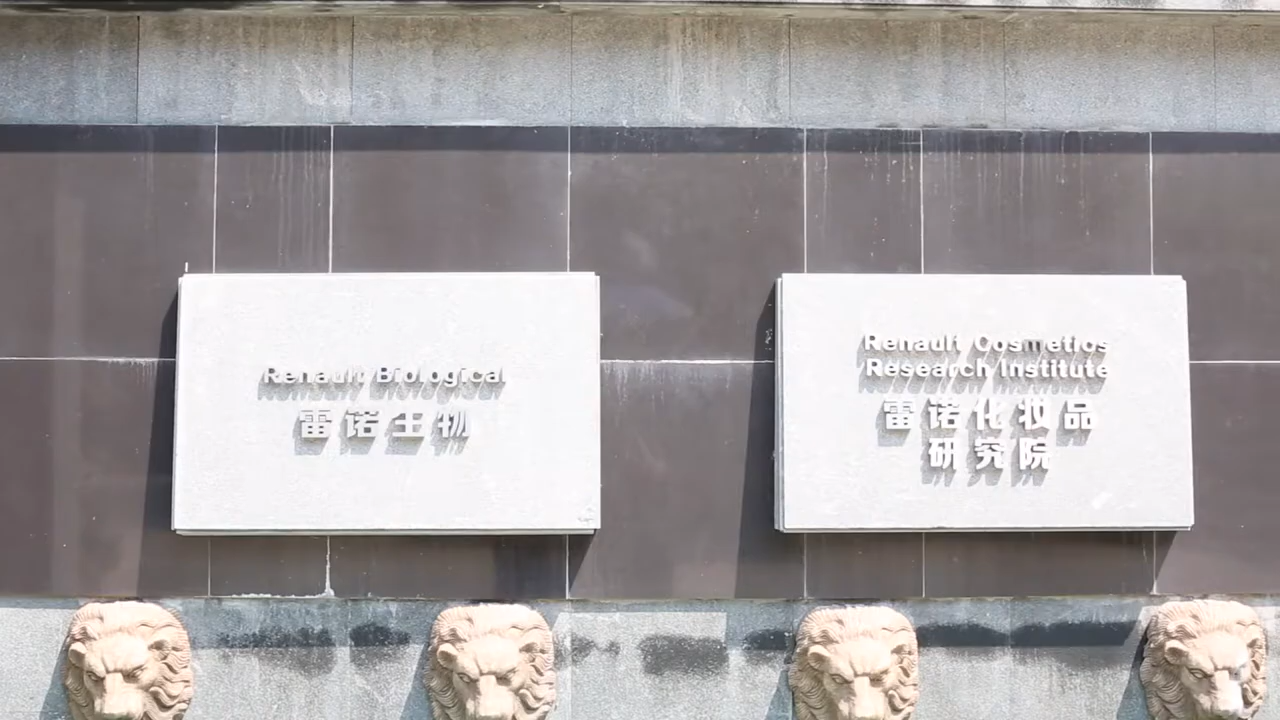 Renault Biological
雷诺生物
Renault Cosmetics
Research Institute
雷诺化妆品
研究院